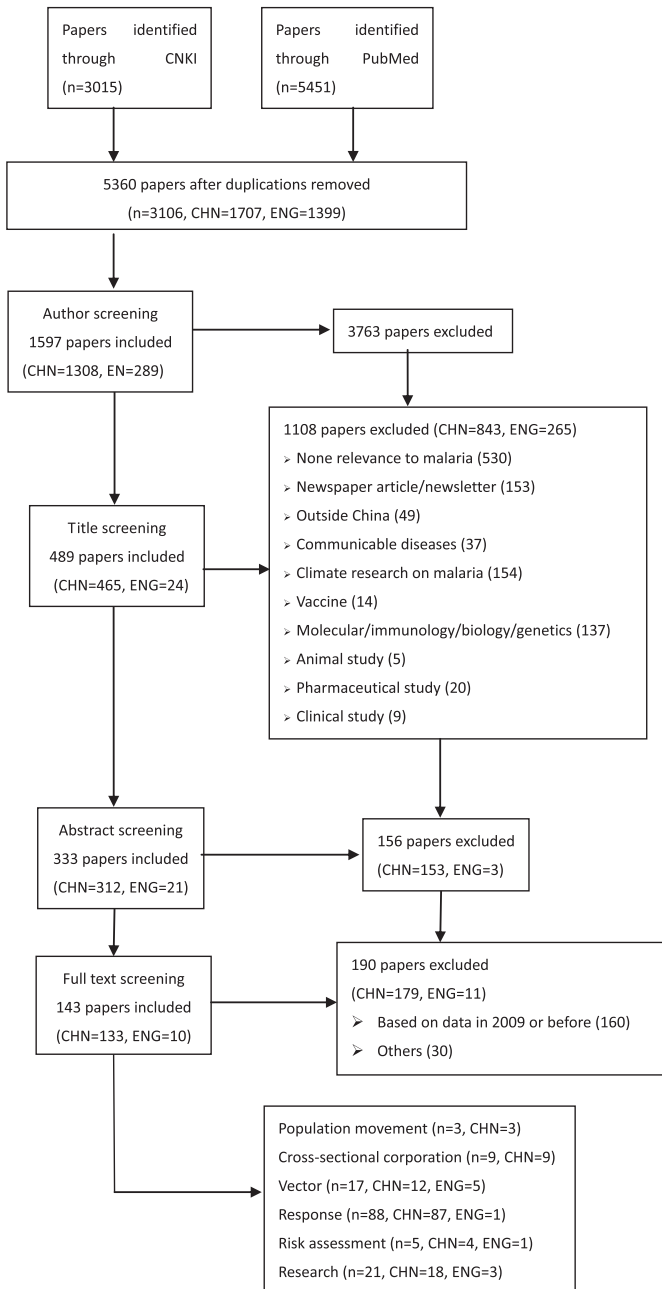 Papers identified
through CNKI
(n=3015)
Papers identified
through PubMed
(n=5451)
5360 papers after duplications removed
(n=3106, CHN=1707, ENG=1399)
Author screening
1597 papers included
(CHN=1308, EN=289)
3763 papers excluded
1108 papers excluded (CHN=843, ENG=265)
➢ None relevance to malaria (530)
➢ Newspaper article/newsletter (153)
➢ Outside China (49)
➢ Communicable diseases (37)
➢ Climate research on malaria (154)
➢ Vaccine (14)
➢ Molecular/immunology/biology/genetics (137)
➢ Animal study (5)
➢ Pharmaceutical study (20)
➢ Clinical study (9)
Title screening
489 papers included
(CHN=465, ENG=24)
Abstract screening
333 papers included
(CHN=312, ENG=21)
156 papers excluded
(CHN=153, ENG=3)
Full text screening
143 papers included
(CHN=133, ENG=10)
190 papers excluded
(CHN=179, ENG=11)
➢ Based on data in 2009 or before (160)
➢ Others (30)
Population movement (n=3, CHN=3)
Cross-sectional corporation (n=9, CHN=9)
Vector (n=17, CHN=12, ENG=5)
Response (n=88, CHN=87, ENG=1)
Risk assessment (n=5, CHN=4, ENG=1)
Research (n=21, CHN=18, ENG=3)